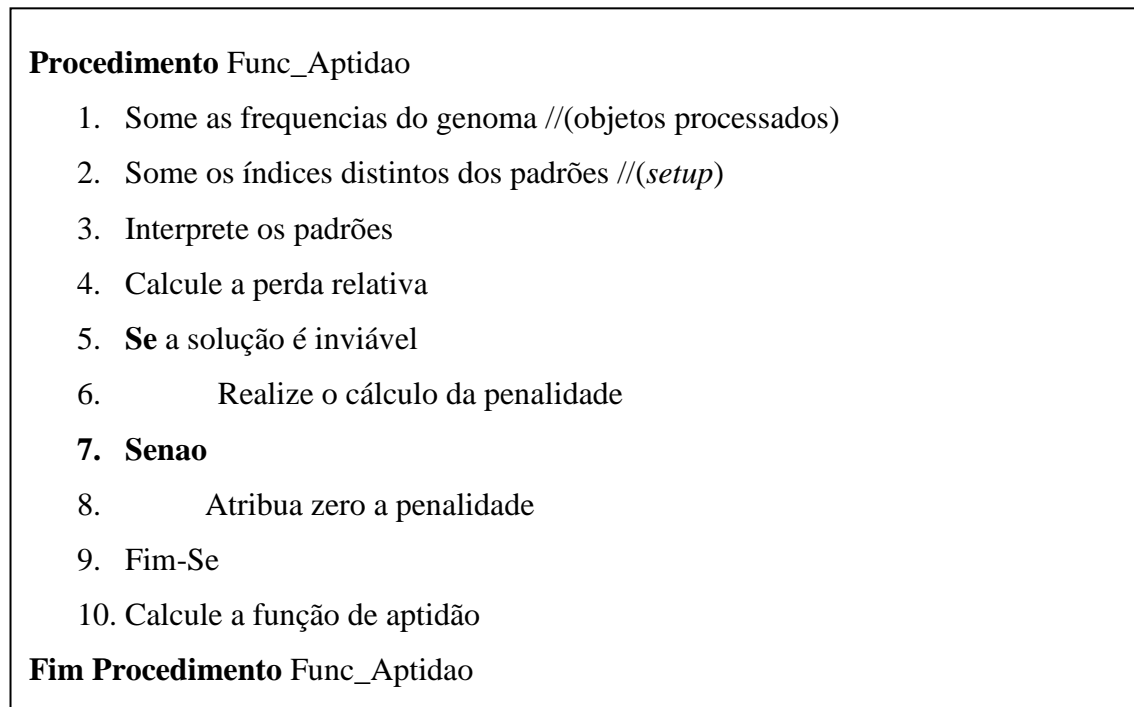 Procedimento Func_Aptidao
1. Some as frequencias do genoma //(objetos processados)
2. Some os índices distintos dos padrões //(setup)
3. Interprete os padrões
4. Calcule a perda relativa
5. Se a solução é inviável
6. Realize o cálculo da penalidade
7. Senao
8. Atribua zero a penalidade
9. Fim-Se
10. Calcule a função de aptidão
Fim Procedimento Func_Aptidao